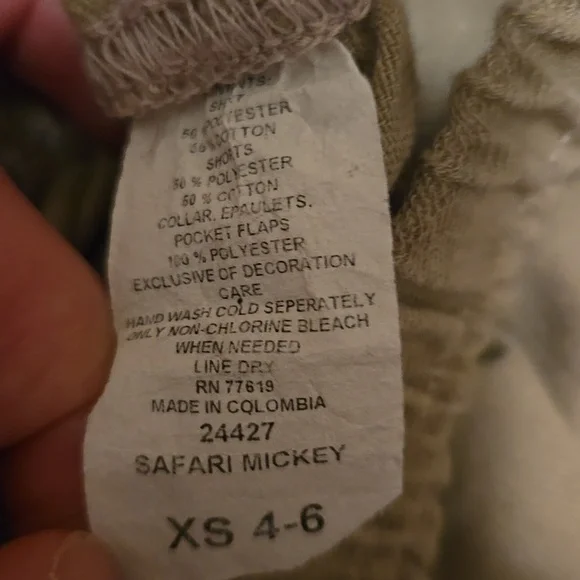 SHIRT
50 % POLYESTER
50 % COTTON
SHORTS
50 % POLYESTER
50 % COTTON
COLLAR, EPAULETS.
POCKET FLAPS
100 % POLYESTER
EXCLUSIVE OF DECORATION
CARE
HAND WASH COLD SEPERATELY
ONLY NON-CHLORINE BLEACH
WHEN NEEDED
LINE DRY
RN 77619
MADE IN COLOMBIA
24427
SAFARI MICKEY
XS 4-6